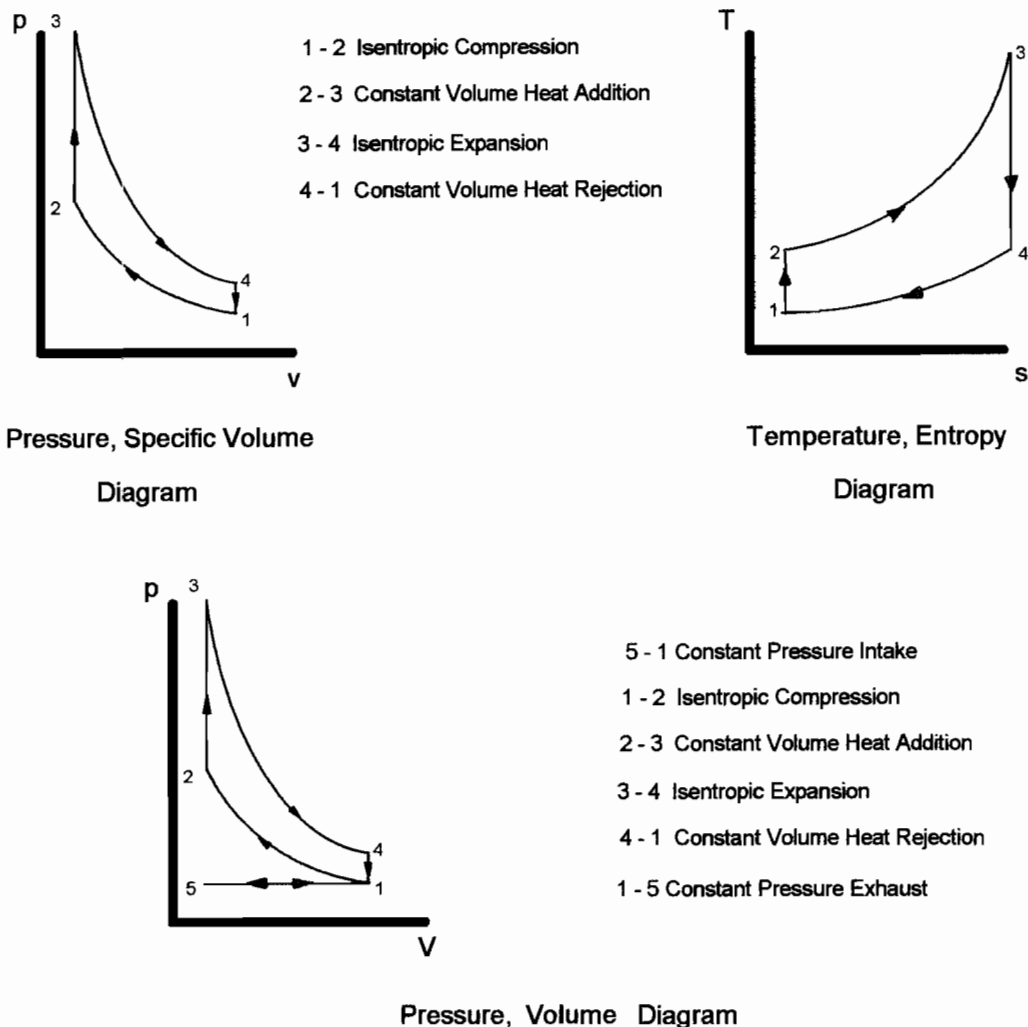 p
3
2
4
1
v
1 - 2 Isentropic Compression
2 - 3 Constant Volume Heat Addition
3 - 4 Isentropic Expansion
4 - 1 Constant Volume Heat Rejection
T
3
2
4
1
s
Pressure, Specific Volume
Diagram
Temperature, Entropy
Diagram
p
3
2
4
5
1
V
5 - 1 Constant Pressure Intake
1 - 2 Isentropic Compression
2 - 3 Constant Volume Heat Addition
3 - 4 Isentropic Expansion
4 - 1 Constant Volume Heat Rejection
1 - 5 Constant Pressure Exhaust
Pressure, Volume Diagram